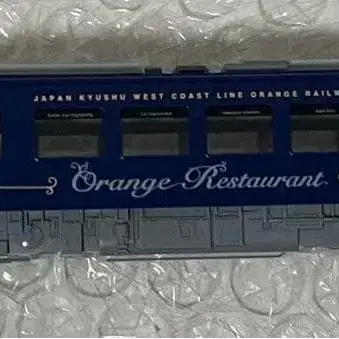 JAPAN KYUSHU WEST COAST LINE ORANGE RAILW
Orange Restaurant